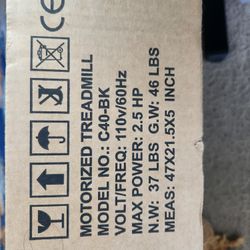 CE
MOTORIZED TREADMILL
MODEL NO.: C40-BK
VOLT/FREQ: 110v/60Hz
MAX POWER: 2.5 HP
N.W: 37 LBS G.W: 46 LBS
MEAS: 47X21.5X5 INCH